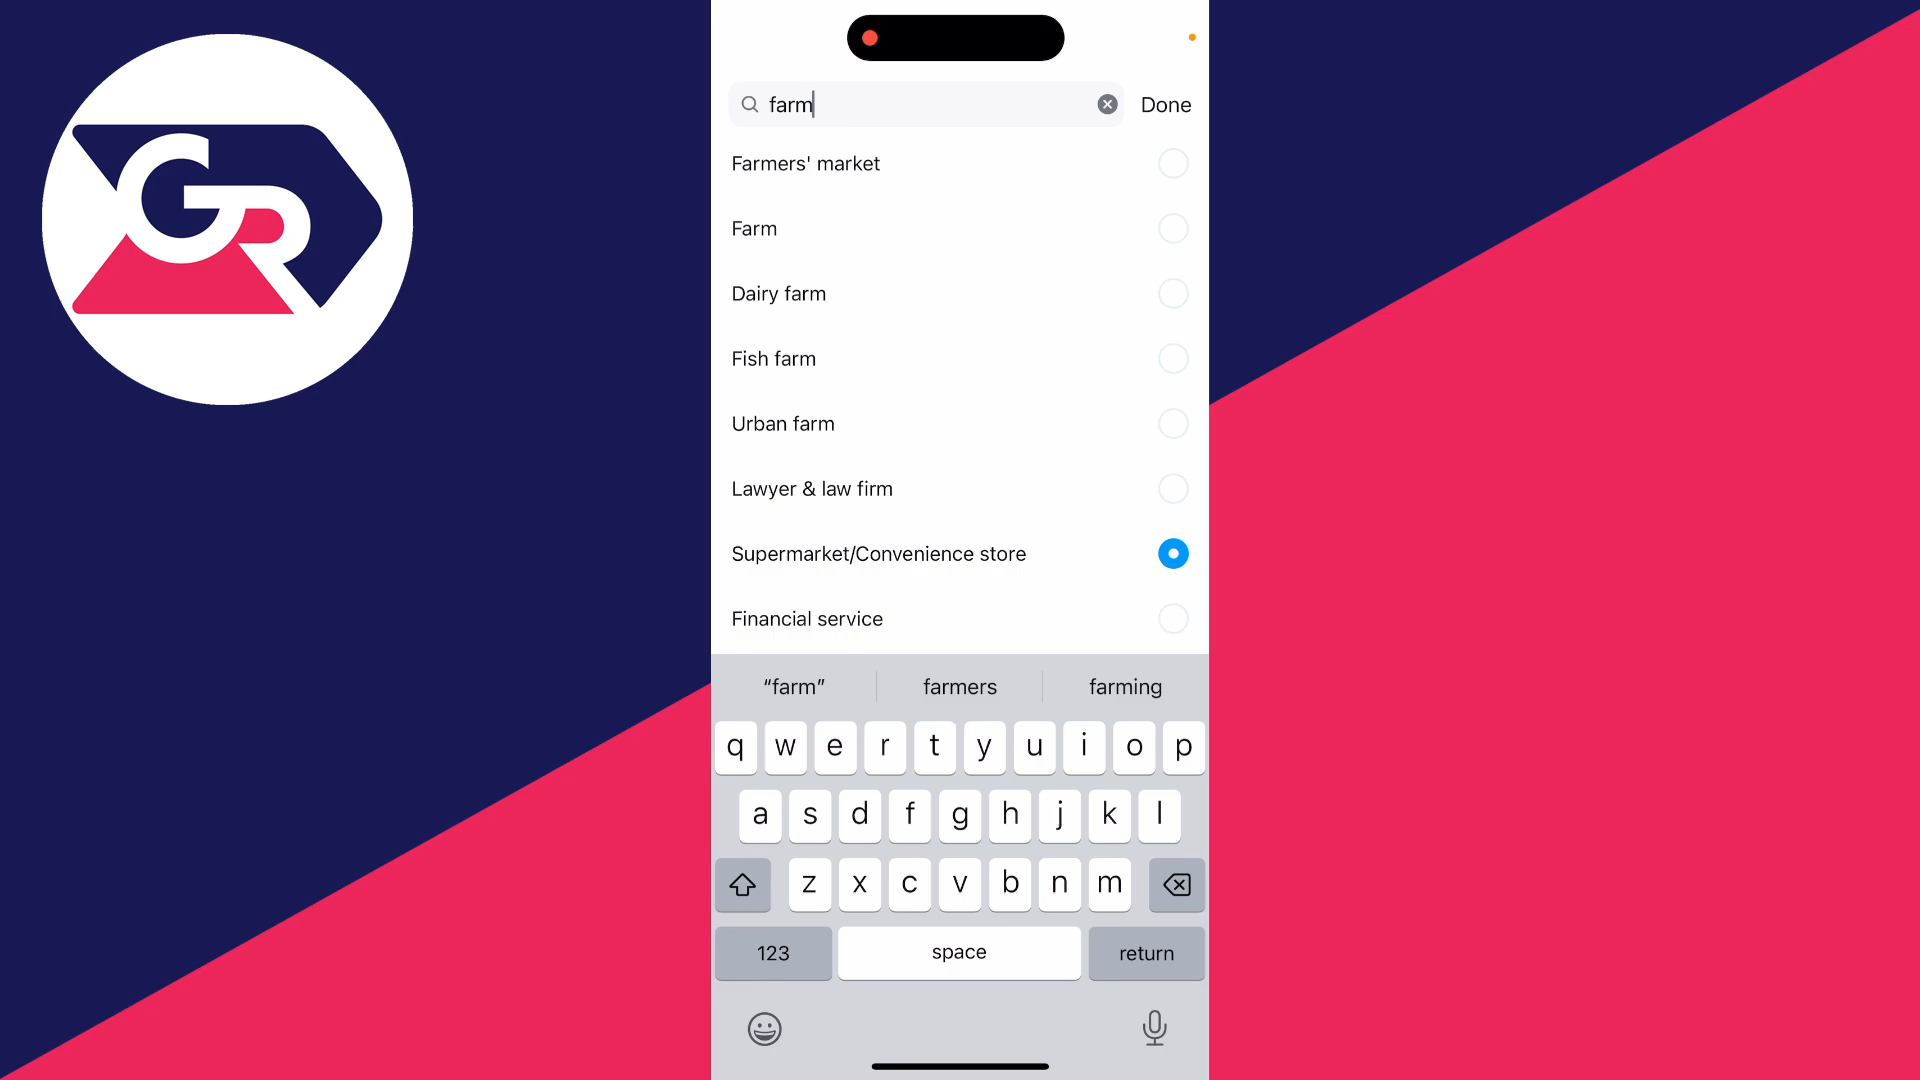 GR
farm
Done
Farmers' market
Farm
Dairy farm
Fish farm
Urban farm
Lawyer & law firm
Supermarket/Convenience store
Financial service
“farm” farmers farming
q w e r t y u i o p
a s d f g h j k l
z x c v b n m
123 space return